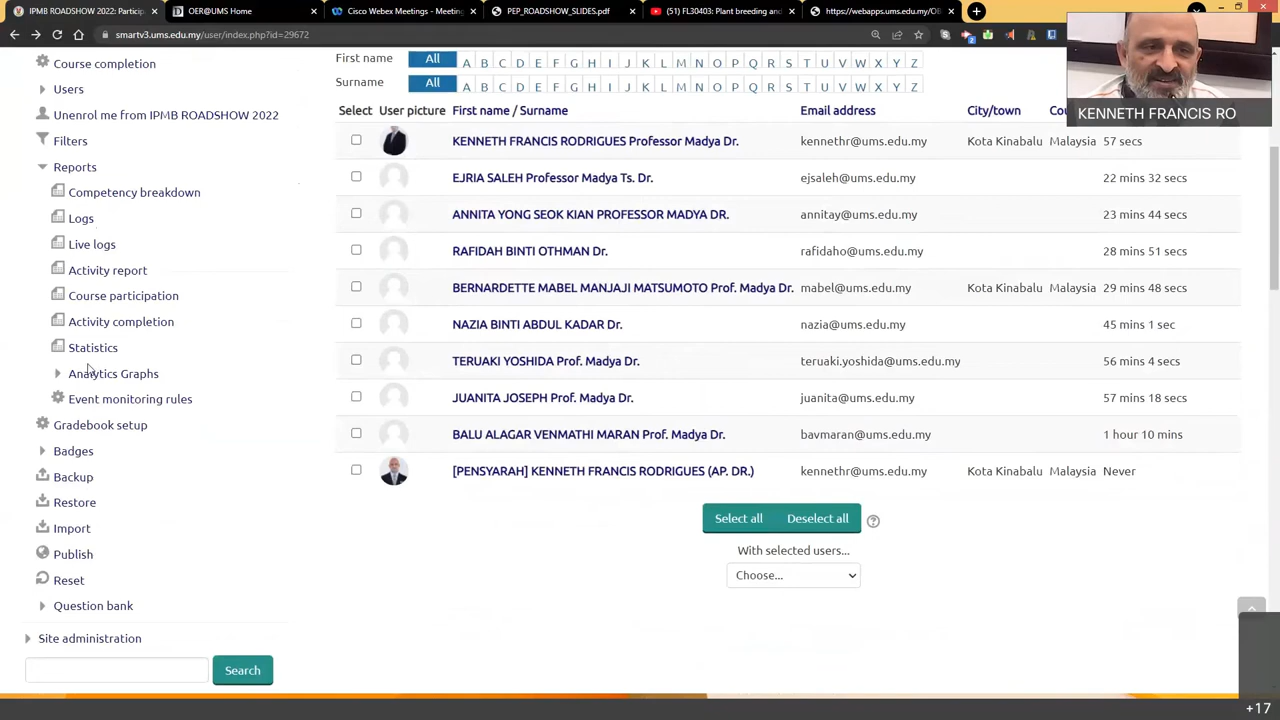 IPMB ROADSHOW 2022: Particip
OER@UMS Home
Cisco Webex Meetings - Meeting
PEP_ROADSHOW_SLIDES.pdf
(51) FL30403: Plant breeding and
https://webapps.ums.edu.my/OE
smartv3.ums.edu.my/user/index.php?id=29672
KENNETH FRANCIS RO
Course completion
Users
Unenrol me from IPMB ROADSHOW 2022
Filters
Reports
Competency breakdown
Logs
Live logs
Activity report
Course participation
Activity completion
Statistics
Analytics Graphs
Event monitoring rules
Gradebook setup
Badges
Backup
Restore
Import
Publish
Reset
Question bank
Site administration
Search
First name All A B C D E F G H I J K L M N O P Q R S T U V W X Y Z
Surname All A B C D E F G H I J K L M N O P Q R S T U V W X Y Z
Select User picture First name / Surname Email address City/town Cou
KENNETH FRANCIS RODRIGUES Professor Madya Dr. kennethr@ums.edu.my Kota Kinabalu Malaysia 57 secs
EJRIA SALEH Professor Madya Ts. Dr. ejsaleh@ums.edu.my 22 mins 32 secs
ANNITA YONG SEOK KIAN PROFESSOR MADYA DR. annitay@ums.edu.my 23 mins 44 secs
RAFIDAH BINTI OTHMAN Dr. rafidaho@ums.edu.my 28 mins 51 secs
BERNARDETTE MABEL MANJAJI MATSUMOTO Prof. Madya Dr. mabel@ums.edu.my Kota Kinabalu Malaysia 29 mins 48 secs
NAZIA BINTI ABDUL KADAR Dr. nazia@ums.edu.my 45 mins 1 sec
TERUAKI YOSHIDA Prof. Madya Dr. teruaki.yoshida@ums.edu.my 56 mins 4 secs
JUANITA JOSEPH Prof. Madya Dr. juanita@ums.edu.my 57 mins 18 secs
BALU ALAGAR VENMATHI MARAN Prof. Madya Dr. bavmaran@ums.edu.my 1 hour 10 mins
[PENSYARAH] KENNETH FRANCIS RODRIGUES (AP. DR.) kennethr@ums.edu.my Kota Kinabalu Malaysia Never
Select all Deselect all
With selected users...
Choose...
+17